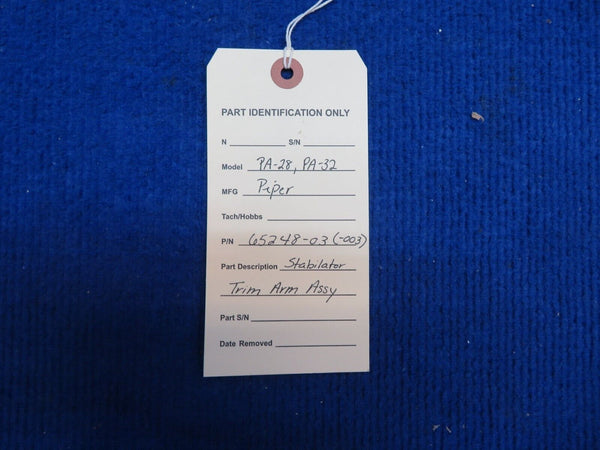 PART IDENTIFICATION ONLY
N S/N
Model PA-28, PA-32
MFG Piper
Tach/Hobbs
P/N 65248-03 (-003)
Part Description Stabilator
Trim Arm Assy
Part S/N
Date Removed